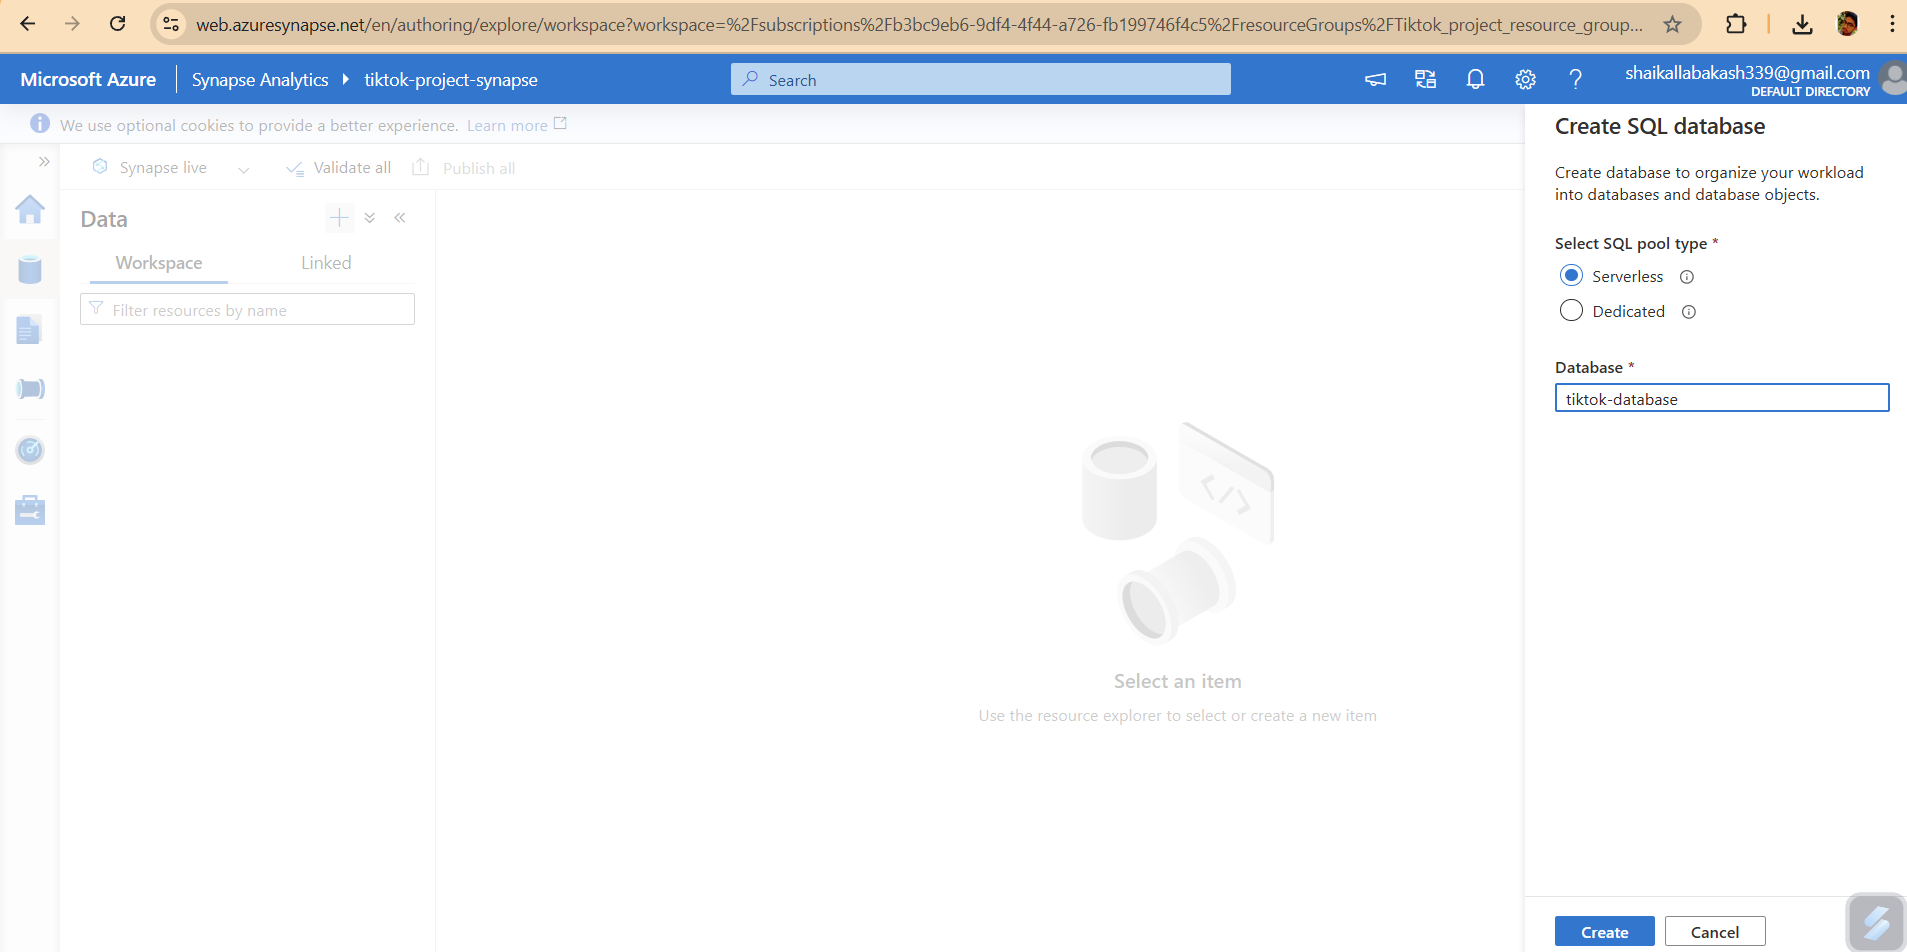 web.azuresynapse.net/en/authoring/explore/workspace?workspace=%2Fsubscriptions%2Fb3bc9eb6-9df4-4f44-a726-fb199746f4c5%2FresourceGroups%2FTiktok_project_resource_group...
Microsoft Azure
Synapse Analytics
tiktok-project-synapse
Search
shaikallabakash339@gmail.com
DEFAULT DIRECTORY
We use optional cookies to provide a better experience. Learn more
Synapse live
Validate all
Publish all
Data
Workspace
Linked
Filter resources by name
Select an item
Use the resource explorer to select or create a new item
Create SQL database
Create database to organize your workload
into databases and database objects.
Select SQL pool type *
Serverless
Dedicated
Database *
tiktok-database
Create
Cancel